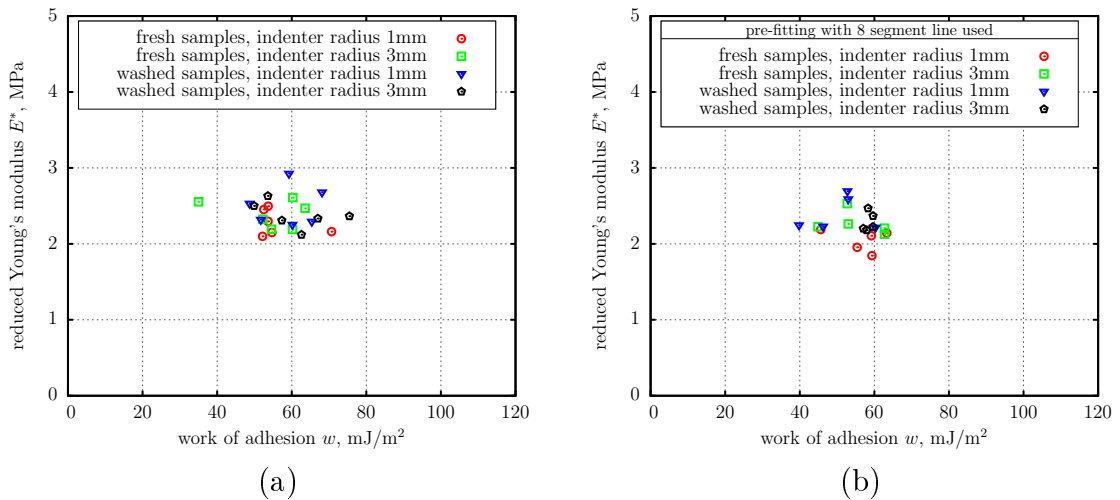 5
4
3
2
1
0
reduced Young's modulus E*, MPa
fresh samples, indenter radius 1mm
fresh samples, indenter radius 3mm
washed samples, indenter radius 1mm
washed samples, indenter radius 3mm
0 20 40 60 80 100 120
work of adhesion w, mJ/m²
(a)
5
4
3
2
1
0
reduced Young's modulus E*, MPa
pre-fitting with 8 segment line used
fresh samples, indenter radius 1mm
fresh samples, indenter radius 3mm
washed samples, indenter radius 1mm
washed samples, indenter radius 3mm
0 20 40 60 80 100 120
work of adhesion w, mJ/m²
(b)